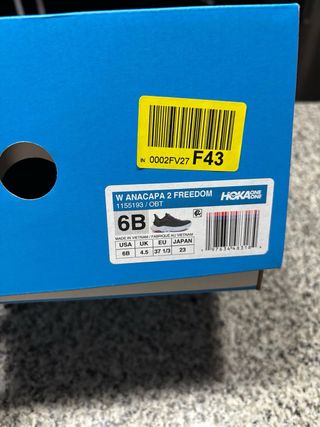 IN 0002FV27 F43
W ANACAPA 2 FREEDOM
1155193 / OBT
HOKA ONE ONE
6B
MADE IN VIETNAM / FABRIQUÉ AU VIETNAM
USA UK EU JAPAN
6B 4.5 37 1/3 23